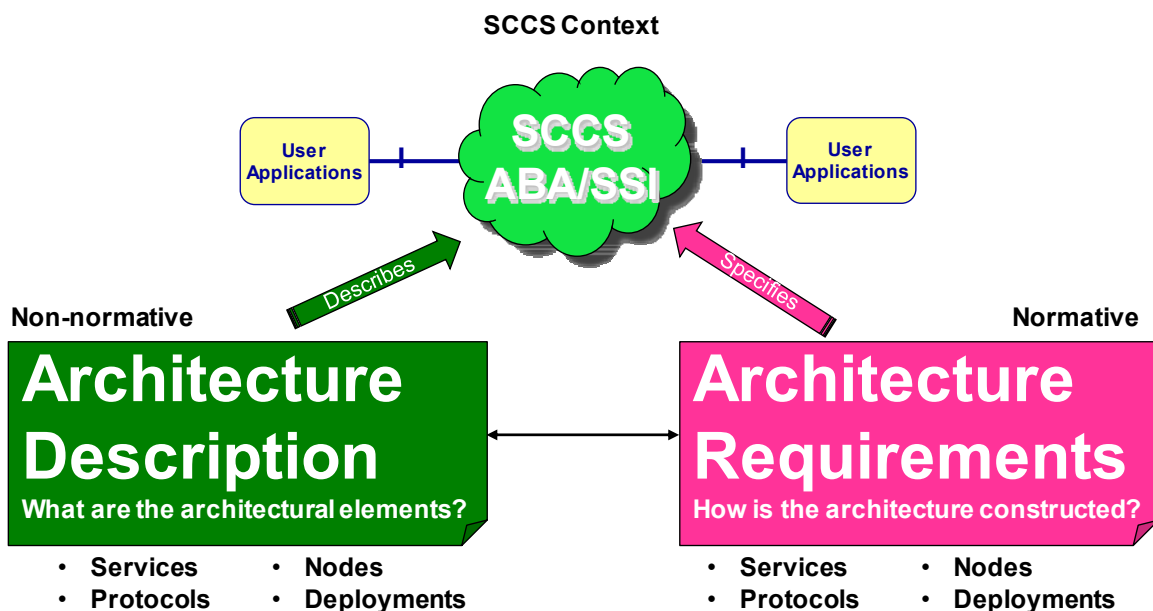 SCCS Context
User
Applications
SCCS
ABA/SSI
User
Applications
Describes
Specifies
Non-normative
Normative
Architecture
Description
What are the architectural elements?
Architecture
Requirements
How is the architecture constructed?
• Services
• Protocols
• Nodes
• Deployments
• Services
• Protocols
• Nodes
• Deployments